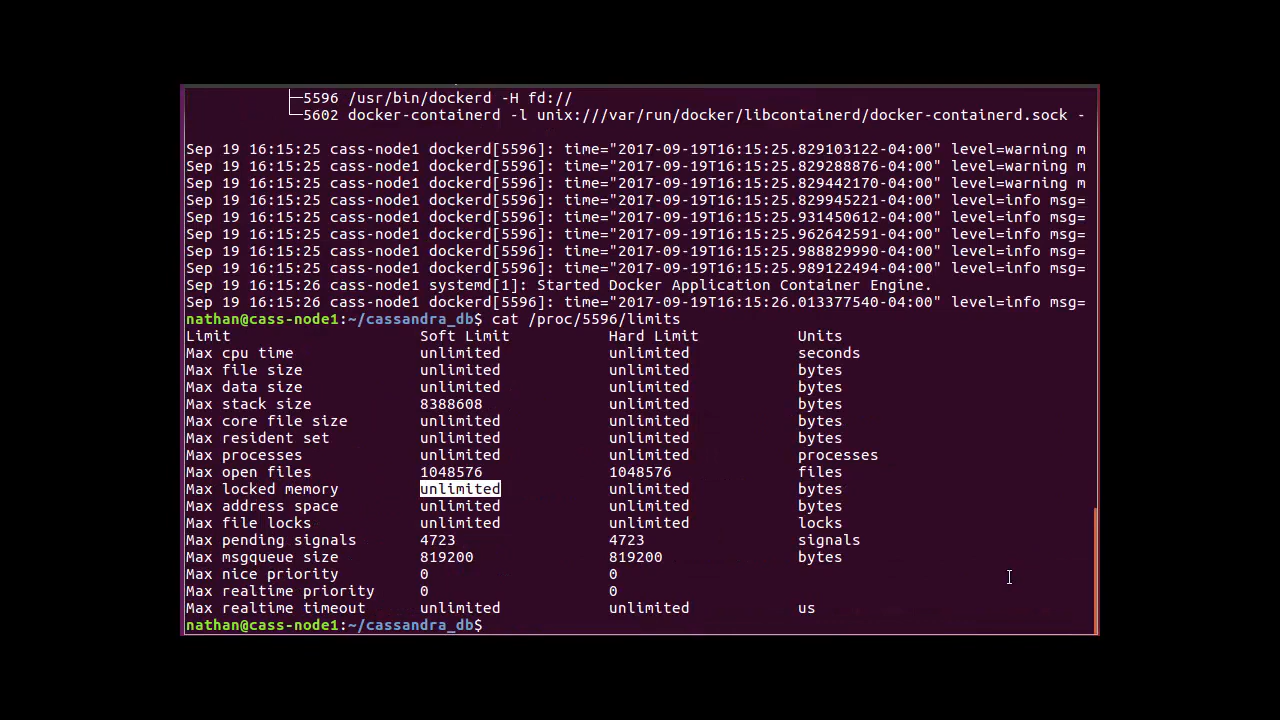 ├─5596 /usr/bin/dockerd -H fd://
└─5602 docker-containerd -l unix:///var/run/docker/libcontainerd/docker-containerd.sock -
Sep 19 16:15:25 cass-node1 dockerd[5596]: time="2017-09-19T16:15:25.829103122-04:00" level=warning m
Sep 19 16:15:25 cass-node1 dockerd[5596]: time="2017-09-19T16:15:25.829288876-04:00" level=warning m
Sep 19 16:15:25 cass-node1 dockerd[5596]: time="2017-09-19T16:15:25.829442170-04:00" level=warning m
Sep 19 16:15:25 cass-node1 dockerd[5596]: time="2017-09-19T16:15:25.829945221-04:00" level=info msg=
Sep 19 16:15:25 cass-node1 dockerd[5596]: time="2017-09-19T16:15:25.931450612-04:00" level=info msg=
Sep 19 16:15:25 cass-node1 dockerd[5596]: time="2017-09-19T16:15:25.962642591-04:00" level=info msg=
Sep 19 16:15:25 cass-node1 dockerd[5596]: time="2017-09-19T16:15:25.988829990-04:00" level=info msg=
Sep 19 16:15:25 cass-node1 dockerd[5596]: time="2017-09-19T16:15:25.989122494-04:00" level=info msg=
Sep 19 16:15:26 cass-node1 systemd[1]: Started Docker Application Container Engine.
Sep 19 16:15:26 cass-node1 dockerd[5596]: time="2017-09-19T16:15:26.013377540-04:00" level=info msg=
nathan@cass-node1:~/cassandra_db$ cat /proc/5596/limits
Limit Soft Limit Hard Limit Units
Max cpu time unlimited unlimited seconds
Max file size unlimited unlimited bytes
Max data size unlimited unlimited bytes
Max stack size 8388608 unlimited bytes
Max core file size unlimited unlimited bytes
Max resident set unlimited unlimited bytes
Max processes unlimited unlimited processes
Max open files 1048576 1048576 files
Max locked memory unlimited unlimited bytes
Max address space unlimited unlimited bytes
Max file locks unlimited unlimited locks
Max pending signals 4723 4723 signals
Max msgqueue size 819200 819200 bytes
Max nice priority 0 0
Max realtime priority 0 0
Max realtime timeout unlimited unlimited us
nathan@cass-node1:~/cassandra_db$